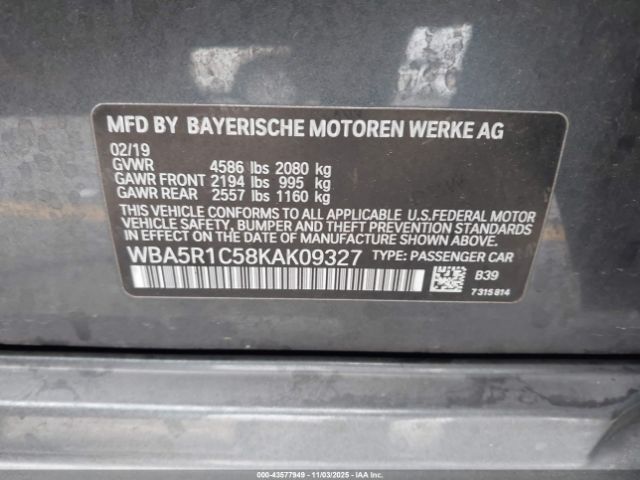 MFD BY BAYERISCHE MOTOREN WERKE AG
02/19
GVWR 4586 lbs 2080 kg
GAWR FRONT 2194 lbs 995 kg
GAWR REAR 2557 lbs 1160 kg
THIS VEHICLE CONFORMS TO ALL APPLICABLE U.S.FEDERAL MOTOR
VEHICLE SAFETY, BUMPER, AND THEFT PREVENTION STANDARDS
IN EFFECT ON THE DATE OF MANUFACTURE SHOWN ABOVE.
WBA5R1C58KAK09327 TYPE: PASSENGER CAR
B39
7315814
000-43577949 - 11/03/2025 - IAAI, Inc.